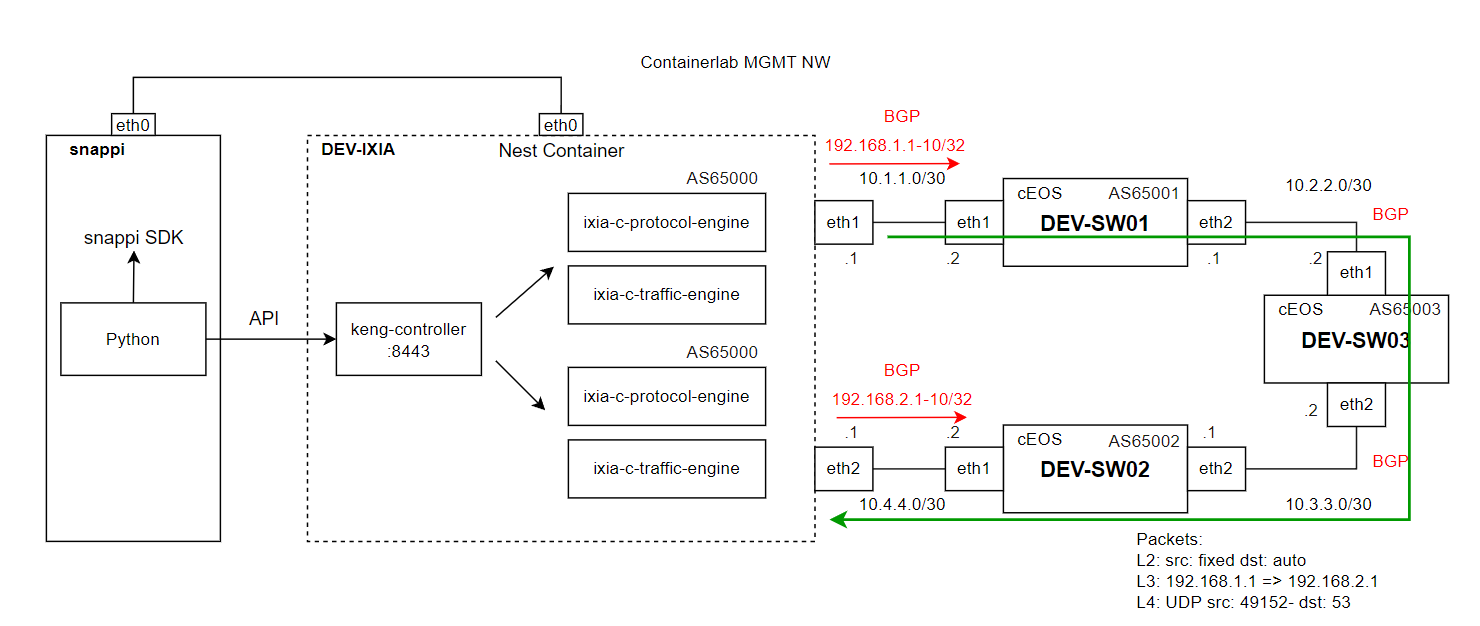 Containerlab MGMT NW
eth0
snappi
snappi SDK
Python
API
eth0
DEV-IXIA
Nest Container
keng-controller
:8443
AS65000
ixia-c-protocol-engine
ixia-c-traffic-engine
AS65000
ixia-c-protocol-engine
ixia-c-traffic-engine
BGP
192.168.1.1-10/32
10.1.1.0/30
eth1
.1
eth1
.2
cEOS
AS65001
DEV-SW01
eth2
.1
10.2.2.0/30
BGP
.2
eth1
cEOS
AS65003
DEV-SW03
.2
eth2
BGP
BGP
192.168.2.1-10/32
.1
.2
eth2
eth1
10.4.4.0/30
cEOS
AS65002
DEV-SW02
.1
eth2
10.3.3.0/30
Packets:
L2: src: fixed dst: auto
L3: 192.168.1.1 => 192.168.2.1
L4: UDP src: 49152- dst: 53